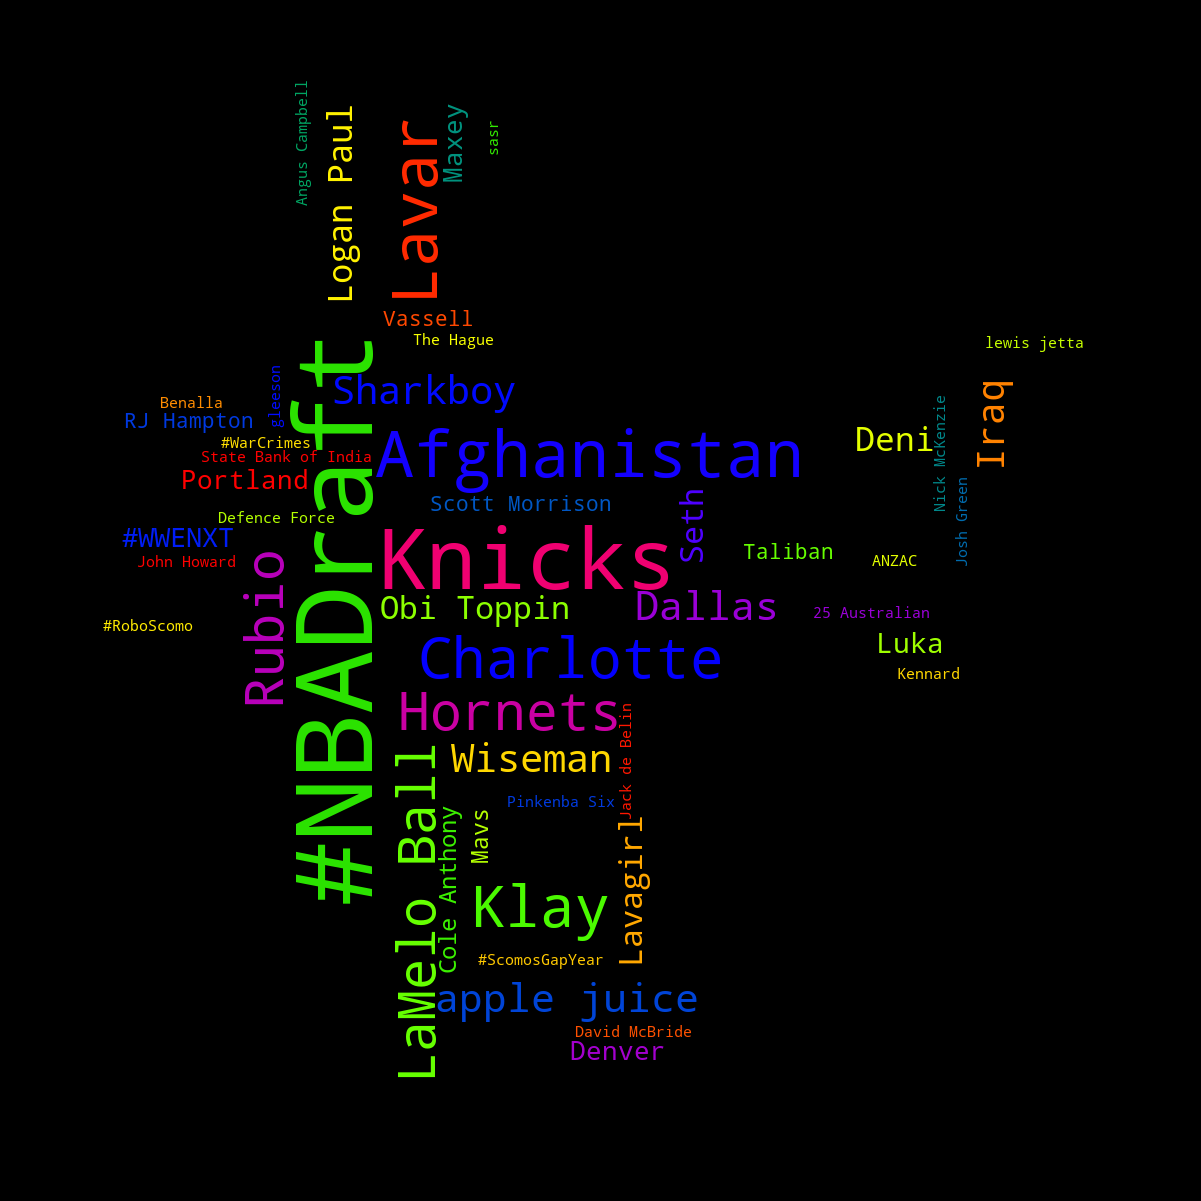 Angus Campbell
Logan Paul
Lavar
Maxey
sasr
Vassell
The Hague
lewis jetta
#NBADraft
gleeson
Sharkboy
Iraq
Benalla
RJ Hampton
Nick McKenzie
#WarCrimes
Afghanistan
Deni
State Bank of India
Portland
Scott Morrison
Seth
Josh Green
Defence Force
#WWENXT
Knicks
Taliban
ANZAC
John Howard
Rubio
Obi Toppin
Dallas
25 Australian
#RoboScomo
Luka
Charlotte
Kennard
Hornets
Jack de Belin
Wiseman
LaMelo Ball
Pinkenba Six
Cole Anthony
Mavs
Lavagirl
Klay
#ScomosGapYear
apple juice
David McBride
Denver